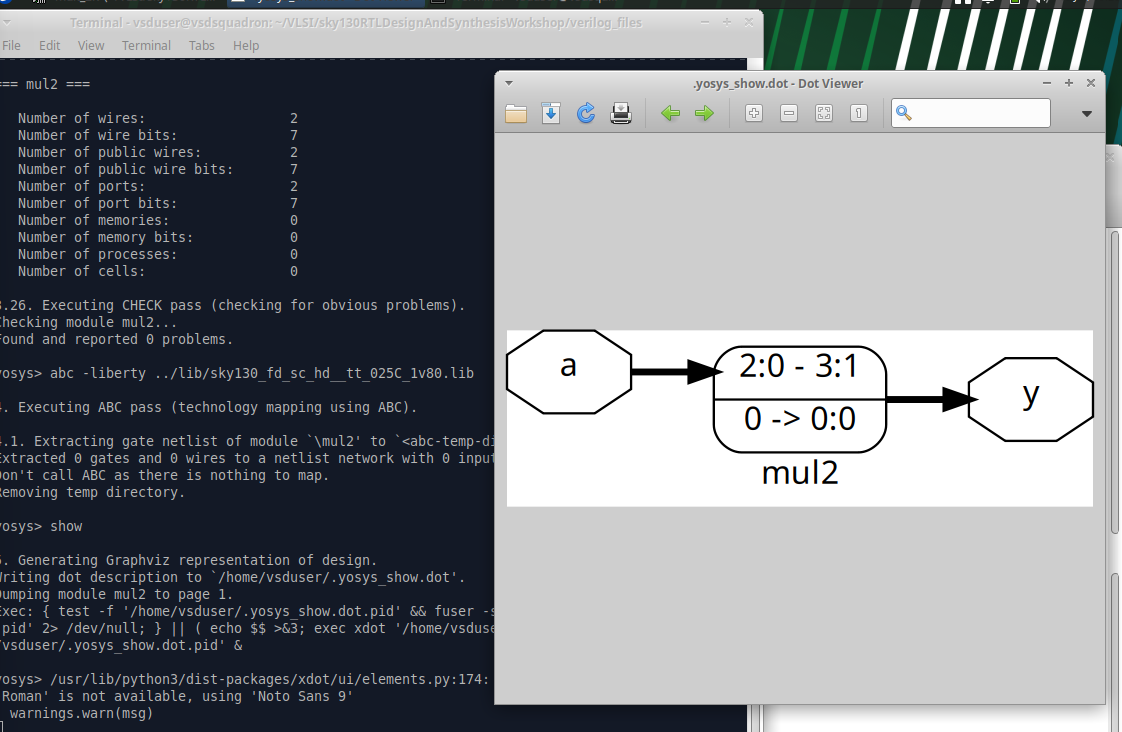 Terminal - vsduser@vsdsquadron: ~/VLSI/sky130RTLDesignAndSynthesisWorkshop/verilog_files
File Edit View Terminal Tabs Help
=== mul2 ===
Number of wires: 2
Number of wire bits: 7
Number of public wires: 2
Number of public wire bits: 7
Number of ports: 2
Number of port bits: 7
Number of memories: 0
Number of memory bits: 0
Number of processes: 0
Number of cells: 0
3.26. Executing CHECK pass (checking for obvious problems).
Checking module mul2...
Found and reported 0 problems.
yosys> abc -liberty ../lib/sky130_fd_sc_hd__tt_025C_1v80.lib
4. Executing ABC pass (technology mapping using ABC).
4.1. Extracting gate netlist of module `\mul2' to `<abc-temp-di
Extracted 0 gates and 0 wires to a netlist network with 0 input
Don't call ABC as there is nothing to map.
Removing temp directory.
yosys> show
5. Generating Graphviz representation of design.
Writing dot description to `/home/vsduser/.yosys_show.dot'.
Dumping module mul2 to page 1.
Exec: { test -f '/home/vsduser/.yosys_show.dot.pid' && fuser -s
pid' 2> /dev/null; } || ( echo $$ >&3; exec xdot '/home/vsduse
/vsduser/.yosys_show.dot.pid' &
yosys> /usr/lib/python3/dist-packages/xdot/ui/elements.py:174:
Roman' is not available, using 'Noto Sans 9'
warnings.warn(msg)
.yosys_show.dot - Dot Viewer
1
a
2:0 - 3:1
0 -> 0:0
mul2
y